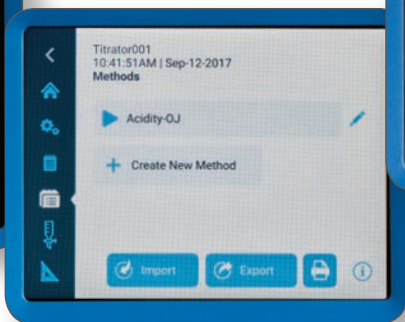 Titrator001
10:41:51AM | Sep-12-2017
Methods
Acidity-OJ
Create New Method
Import
Export